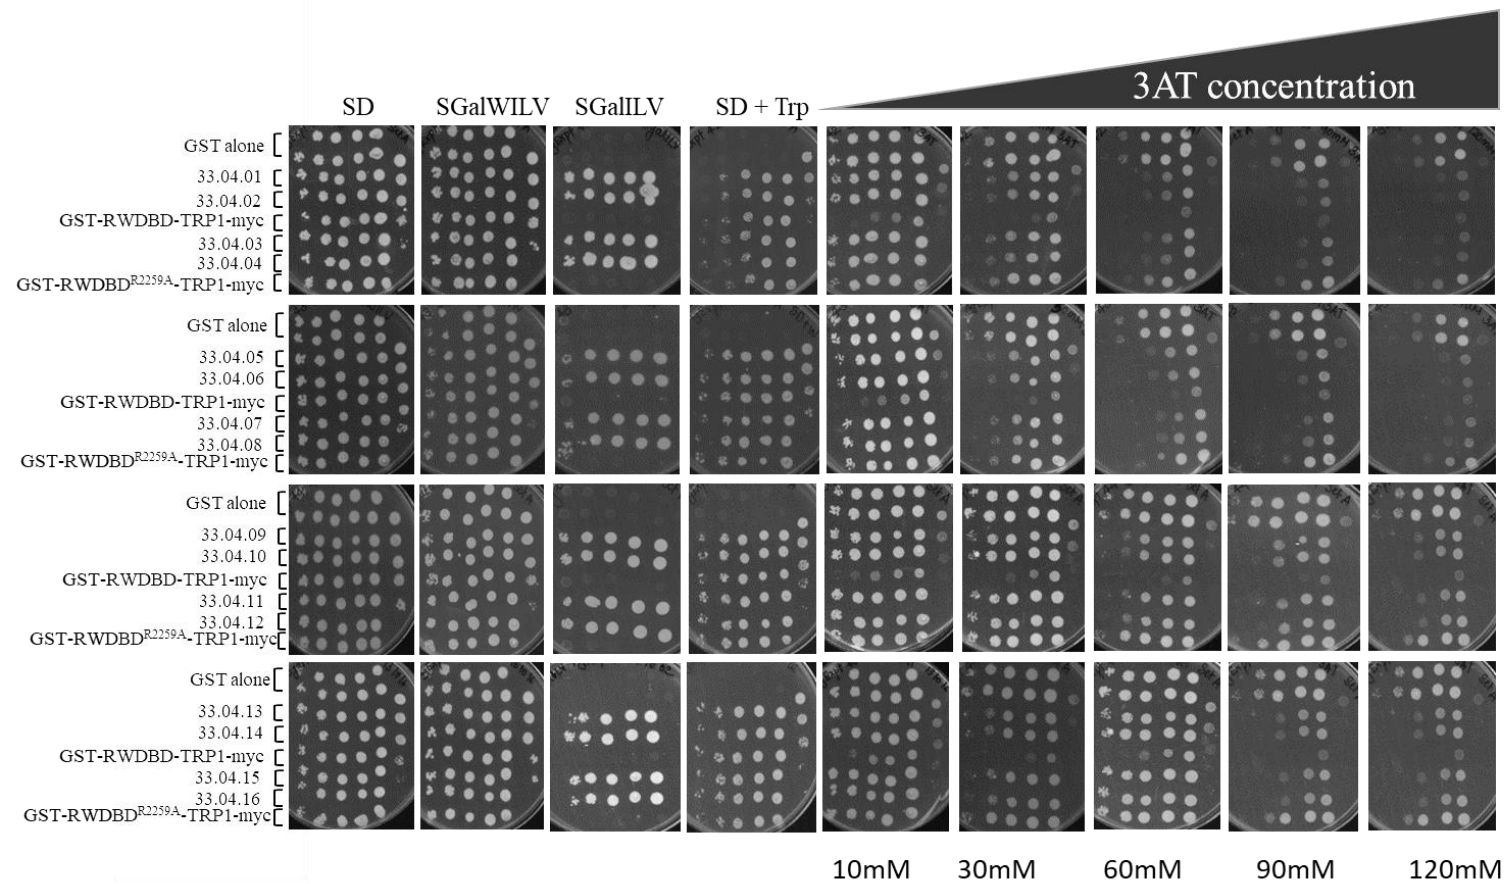 3AT concentration
SD SGalWILV SGalILV SD + Trp
GST alone
33.04.01
33.04.02
GST-RWDBD-TRP1-myc
33.04.03
33.04.04
GST-RWDBDR2259A-TRP1-myc
GST alone
33.04.05
33.04.06
GST-RWDBD-TRP1-myc
33.04.07
33.04.08
GST-RWDBDR2259A-TRP1-myc
GST alone
33.04.09
33.04.10
GST-RWDBD-TRP1-myc
33.04.11
33.04.12
GST-RWDBDR2259A-TRP1-myc
GST alone
33.04.13
33.04.14
GST-RWDBD-TRP1-myc
33.04.15
33.04.16
GST-RWDBDR2259A-TRP1-myc
10mM 30mM 60mM 90mM 120mM